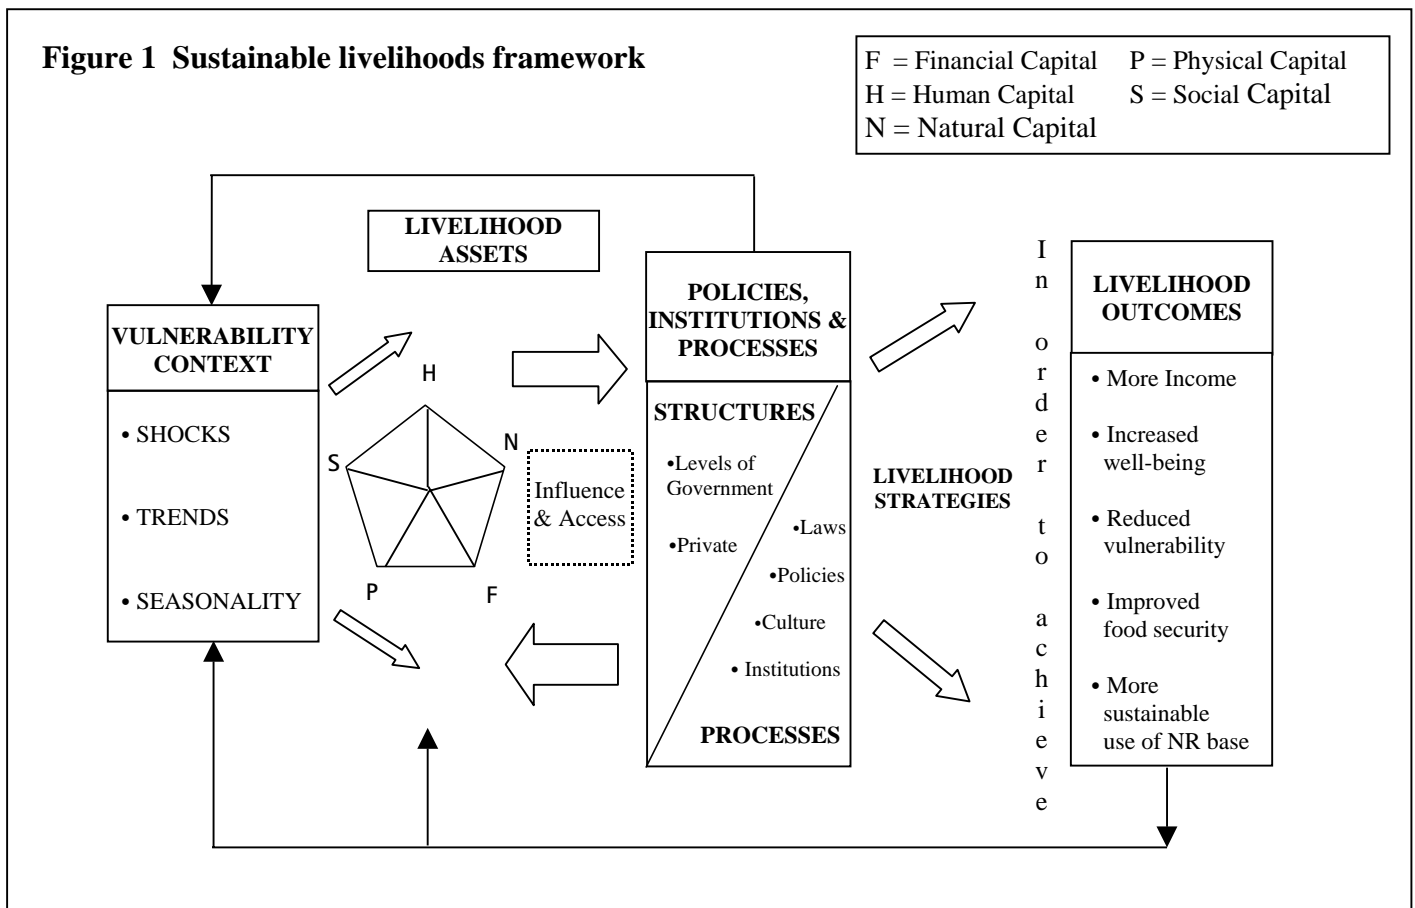 Figure 1  Sustainable livelihoods framework
F  = Financial Capital
P = Physical Capital
H = Human Capital
S = Social Capital
N = Natural Capital
LIVELIHOOD
ASSETS
VULNERABILITY
CONTEXT
• SHOCKS
• TRENDS
• SEASONALITY
H
N
S
P
F
Influence
& Access
POLICIES,
INSTITUTIONS &
PROCESSES
STRUCTURES
•Levels of
Government
•Private
•Laws
•Policies
•Culture
• Institutions
PROCESSES
LIVELIHOOD
STRATEGIES
In order to achieve
LIVELIHOOD
OUTCOMES
• More Income
• Increased
well-being
• Reduced
vulnerability
• Improved
food security
• More
sustainable
use of NR base